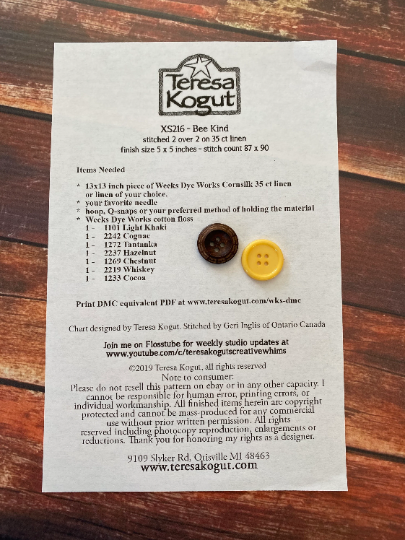 Teresa
Kogut
XS216 - Bee Kind
stitched 2 over 2 on 35 ct linen
finish size 5 x 5 inches - stitch count 87 x 90
Items Needed
* 13x13 inch piece of Weeks Dye Works Cornsilk 35 ct linen
or linen of your choice.
* your favorite needle
* hoop, Q-snaps or your preferred method of holding the material
* Weeks Dye Works cotton floss
1 - 1101 Light Khaki
1 - 2242 Cognac
1 - 1272 Tantanka
1 - 2237 Hazelnut
1 - 1269 Chestnut
1 - 2219 Whiskey
1 - 1233 Cocoa
Print DMC equivalent PDF at www.teresakogut.com/wks-dmc
Chart designed by Teresa Kogut. Stitched by Geri Inglis of Ontario Canada
Join me on Flosstube for weekly studio updates at
www.youtube.com/c/teresakogutscreativewhims
©2019 Teresa Kogut, all rights reserved
Note to consumer:
Please do not resell this pattern on ebay or in any other capacity. I
cannot be responsible for human error, printing errors, or
individual workmanship. All finished items herein are copyright
protected and cannot be mass-produced for any commercial
use without prior written permission. All rights
reserved including photocopy reproduction, enlargements or
reductions. Thank you for honoring my rights as a designer.
9109 Slyker Rd, Otisville MI 48463
www.teresakogut.com